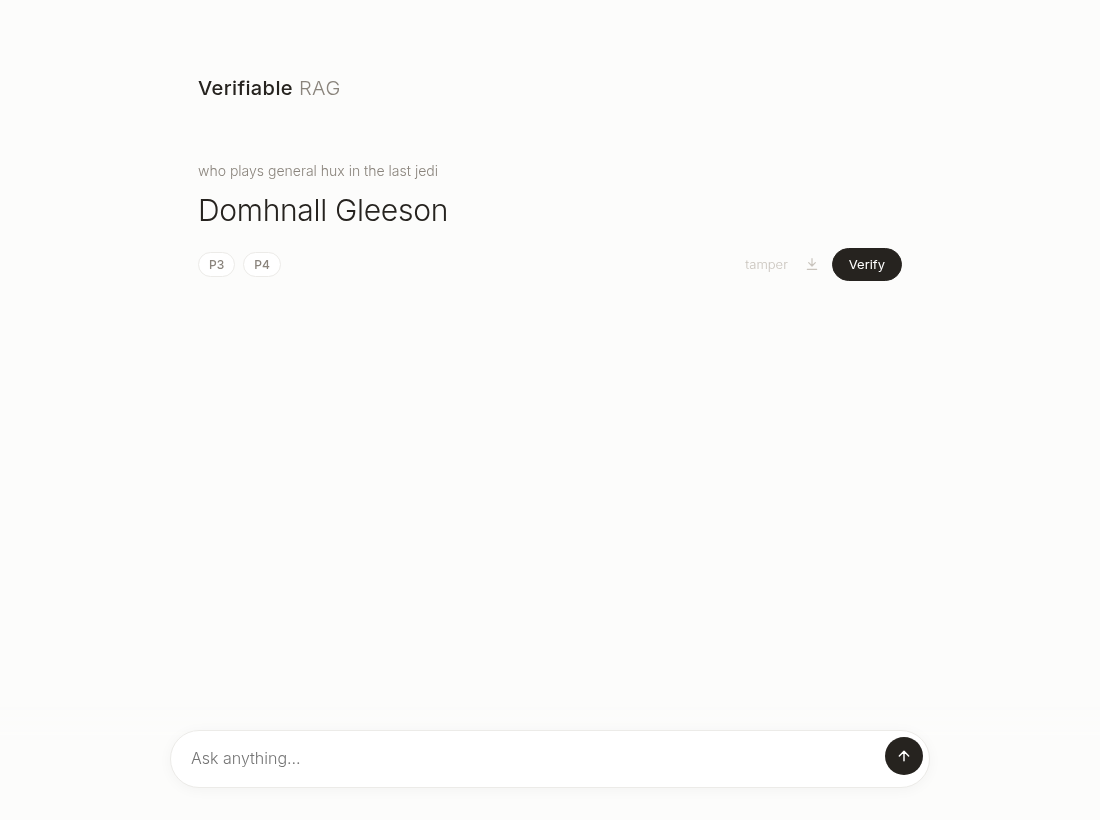 Verifiable RAG
who plays general hux in the last jedi
Domhnall Gleeson
P3 P4 tamper Verify
Ask anything...